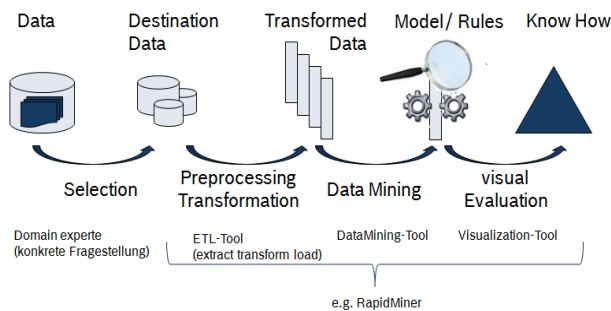 Data
Destination
Data
Transformed
Data
Model/ Rules
Know How
Selection
Preprocessing
Transformation
Data Mining
visual
Evaluation
Domain experte
(konkrete Fragestellung)
ETL-Tool
(extract transform load)
DataMining-Tool
Visualization-Tool
e.g. RapidMiner